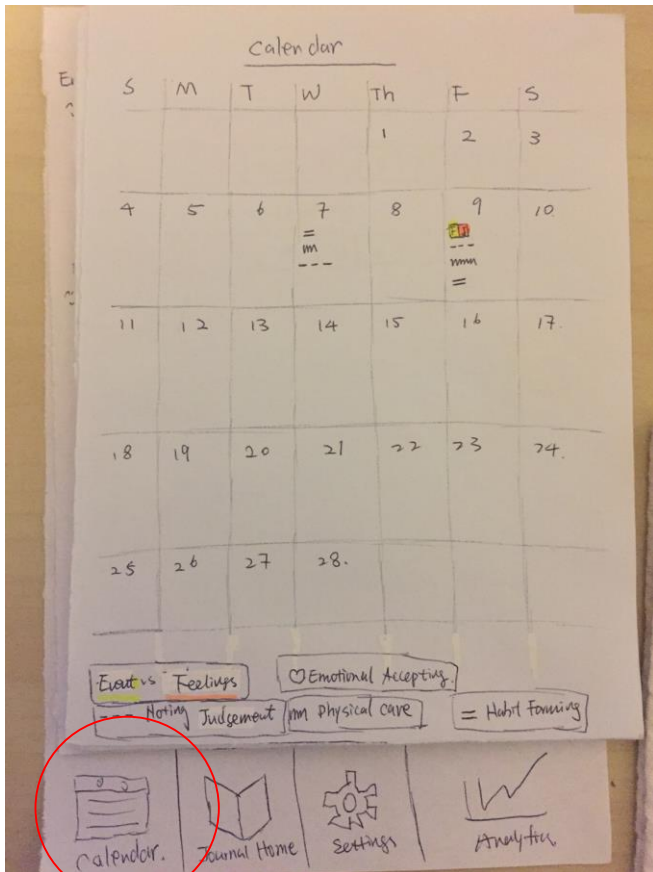 Calendar
E
S M T W Th F S
1 2 3
4 5 6 7 8 9 10
11 12 13 14 15 16 17.
18 19 20 21 22 23 24.
25 26 27 28.
Event vs Feelings Emotional Accepting.
--- Noting Judgement Physical care = Habit Forming
Calendar. Journal Home Settings Analytics